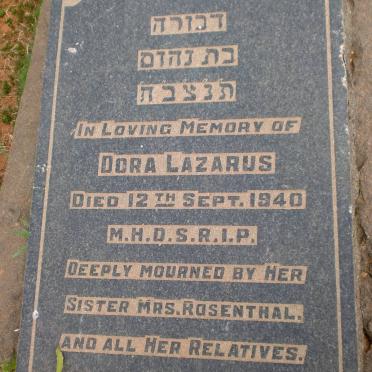 דבורה
בת נהום
תנצבה
IN LOVING MEMORY OF
DORA LAZARUS
DIED 12TH SEPT. 1940
M.H.D.S.R.I.P.
DEEPLY MOURNED BY HER
SISTER MRS. ROSENTHAL.
AND ALL HER RELATIVES.